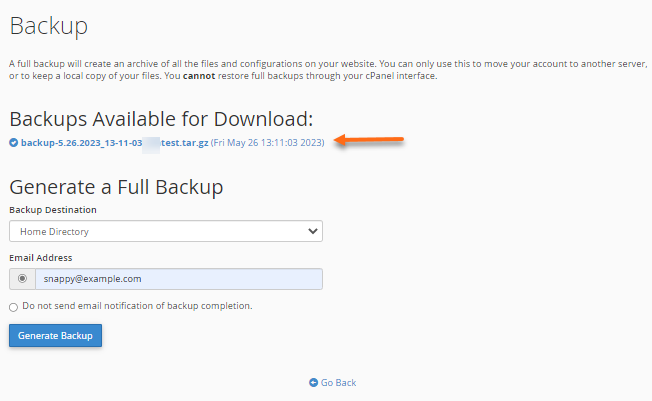 Backup
A full backup will create an archive of all the files and configurations on your website. You can only use this to move your account to another server,
or to keep a local copy of your files. You cannot restore full backups through your cPanel interface.
Backups Available for Download:
backup-5.26.2023_13-11-03 test.tar.gz (Fri May 26 13:11:03 2023)
Generate a Full Backup
Backup Destination
Home Directory
Email Address
snappy@example.com
Do not send email notification of backup completion.
Generate Backup
Go Back